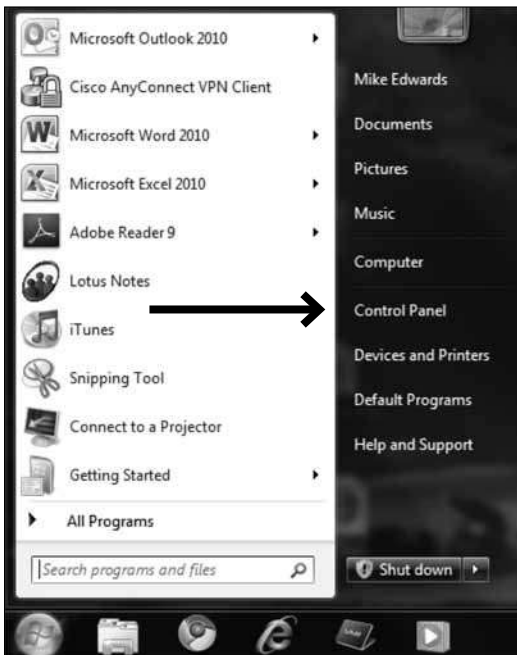 Microsoft Outlook 2010
Cisco AnyConnect VPN Client
Microsoft Word 2010
Microsoft Excel 2010
Adobe Reader 9
Lotus Notes
iTunes
Snipping Tool
Connect to a Projector
Getting Started
All Programs
Search programs and files
Mike Edwards
Documents
Pictures
Music
Computer
Control Panel
Devices and Printers
Default Programs
Help and Support
Shut down